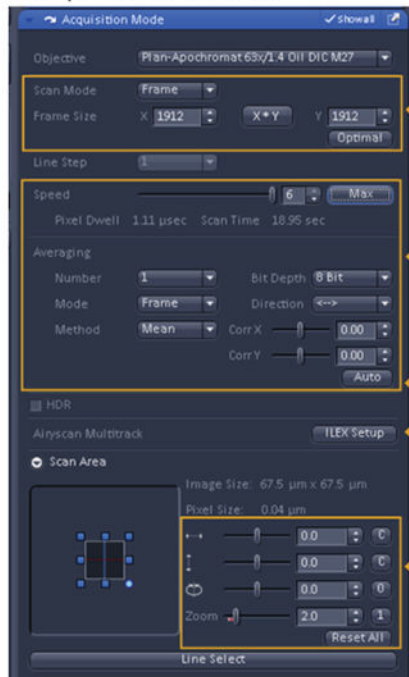 Acquisition Mode ✓ Show all
Objective Plan-Apochromat 63x/1.4 Oil DIC M27
Scan Mode Frame
Frame Size X 1912 X*Y Y 1912
Optimal
Line Step 1
Speed 6 Max
Pixel Dwell 1.11 µsec Scan Time 18.95 sec
Averaging
Number 1 Bit Depth 8 Bit
Mode Frame Direction <-->
Method Mean Corr X 0.00
Corr Y 0.00
Auto
HDR
Airyscan Multitrack ILEX Setup
Scan Area
Image Size: 67.5 µm x 67.5 µm
Pixel Size: 0.04 µm
0.0 C
0.0 C
0.0 0
Zoom 2.0 1
Reset All
Line Select